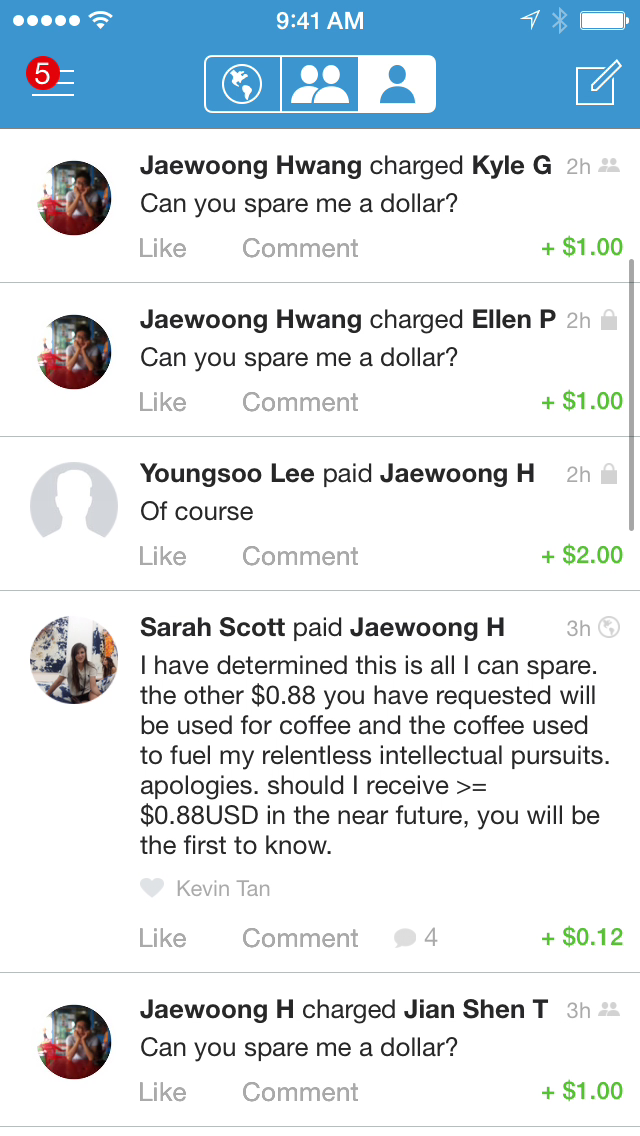 9:41 AM
5
Jaewoong Hwang charged Kyle G 2h
Can you spare me a dollar?
Like Comment + $1.00
Jaewoong Hwang charged Ellen P 2h
Can you spare me a dollar?
Like Comment + $1.00
Youngsoo Lee paid Jaewoong H 2h
Of course
Like Comment + $2.00
Sarah Scott paid Jaewoong H 3h
I have determined this is all I can spare.
the other $0.88 you have requested will
be used for coffee and the coffee used
to fuel my relentless intellectual pursuits.
apologies. should I receive >=
$0.88USD in the near future, you will be
the first to know.
Kevin Tan
Like Comment 4 + $0.12
Jaewoong H charged Jian Shen T 3h
Can you spare me a dollar?
Like Comment + $1.00